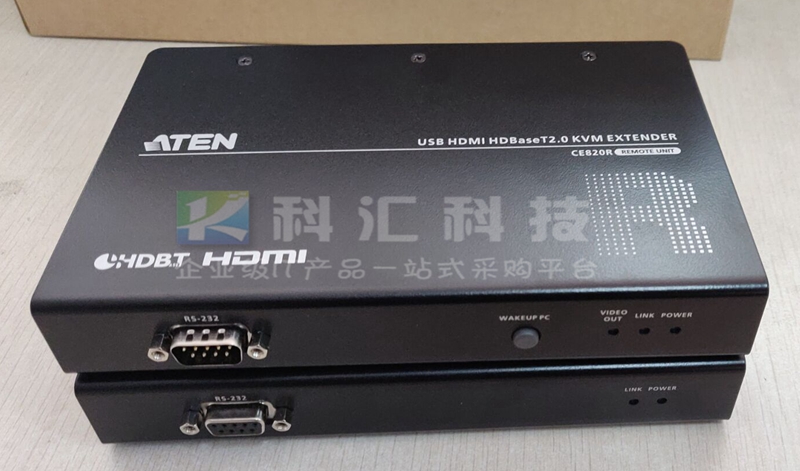 ATEN
USB HDMI HDBaseT2.0 KVM EXTENDER
CE820R REMOTE UNIT
科汇科技
企业级IT产品一站式采购平台
HDBT HDMI
R
RS-232
WAKEUP PC
VIDEO OUT LINK POWER
RS-232
LINK POWER